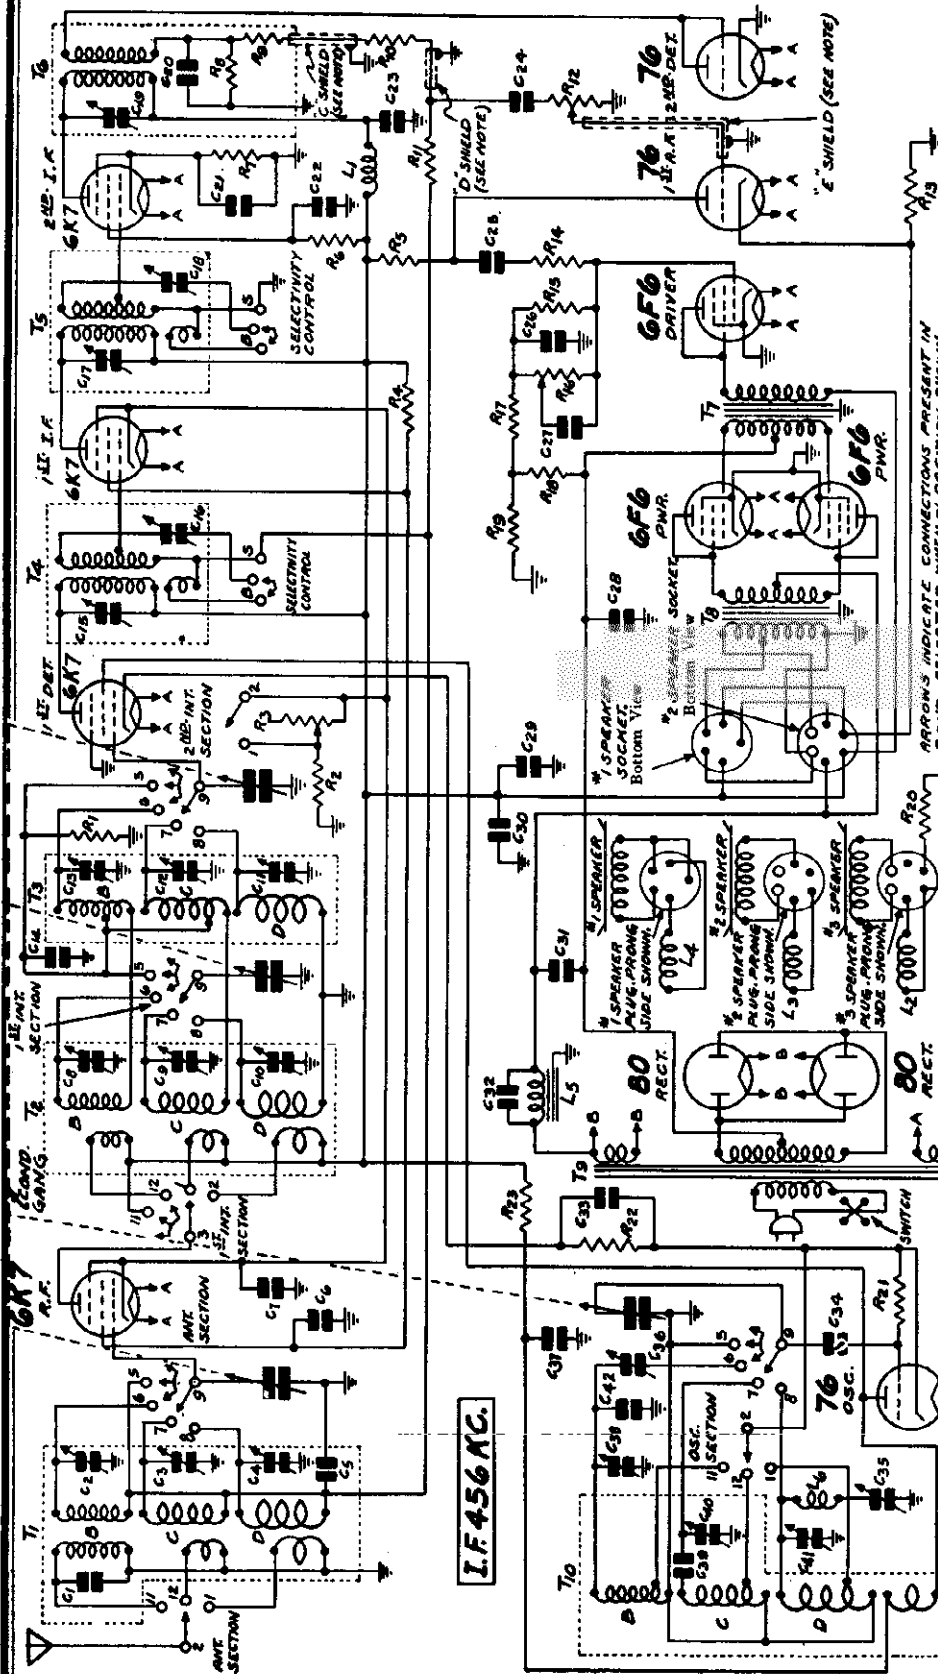 T6
C20
R8
R9
"C" SHIELD
(SEE NOTE)
R10
C19
C23
2ND I.F.
6K7
C21
R7
C22
L1
R11
R6
"D" SHIELD
(SEE NOTE)
C24
R12
76
2ND DET.
76
1ST A.F.
"E" SHIELD (SEE NOTE)
R13
T5
C18
C17
B
S
SELECTIVITY
CONTROL
R5
C25
R14
R15
C26
R16
C27
R17
R18
R19
6F6
DRIVER
T7
6F6
PWR.
6F6
PWR.
1ST I.F.
6K7
R4
T4
C16
C15
B
S
SELECTIVITY
CONTROL
C28
T8
#1 SPEAKER
SOCKET
Bottom View
#2 SPEAKER SOCKET
Bottom View
ARROWS INDICATE CONNECTIONS PRESENT IN
1ST DET.
6K7
2ND INT.
SECTION
R3
R2
C29
C30
R1
T3
C13
B
C12
C
C11
D
C14
1ST INT.
SECTION
C31
#1 SPEAKER
#1 SPEAKER
PLUG. PRONG
SIDE SHOWN.
L4
#2 SPEAKER
#2 SPEAKER
PLUG. PRONG
SIDE SHOWN.
L3
#3 SPEAKER
#3 SPEAKER
PLUG. PRONG
SIDE SHOWN.
L2
R20
T2
C8
B
C9
C
C10
D
COND.
GANG
1ST INT.
SECTION
C32
L5
80
RECT.
80
RECT.
T9
SWITCH
R23
C33
R22
6K7
R.F.
ANT.
SECTION
C7
C6
C37
T1
C1
C2
B
C3
C
C4
D
C5
ANT.
SECTION
I.F. 456 KC.
C36
C42
C38
OSC.
SECTION
C34
R21
76
OSC.
T10
B
C39
C40
C
C41
L6
C35
D